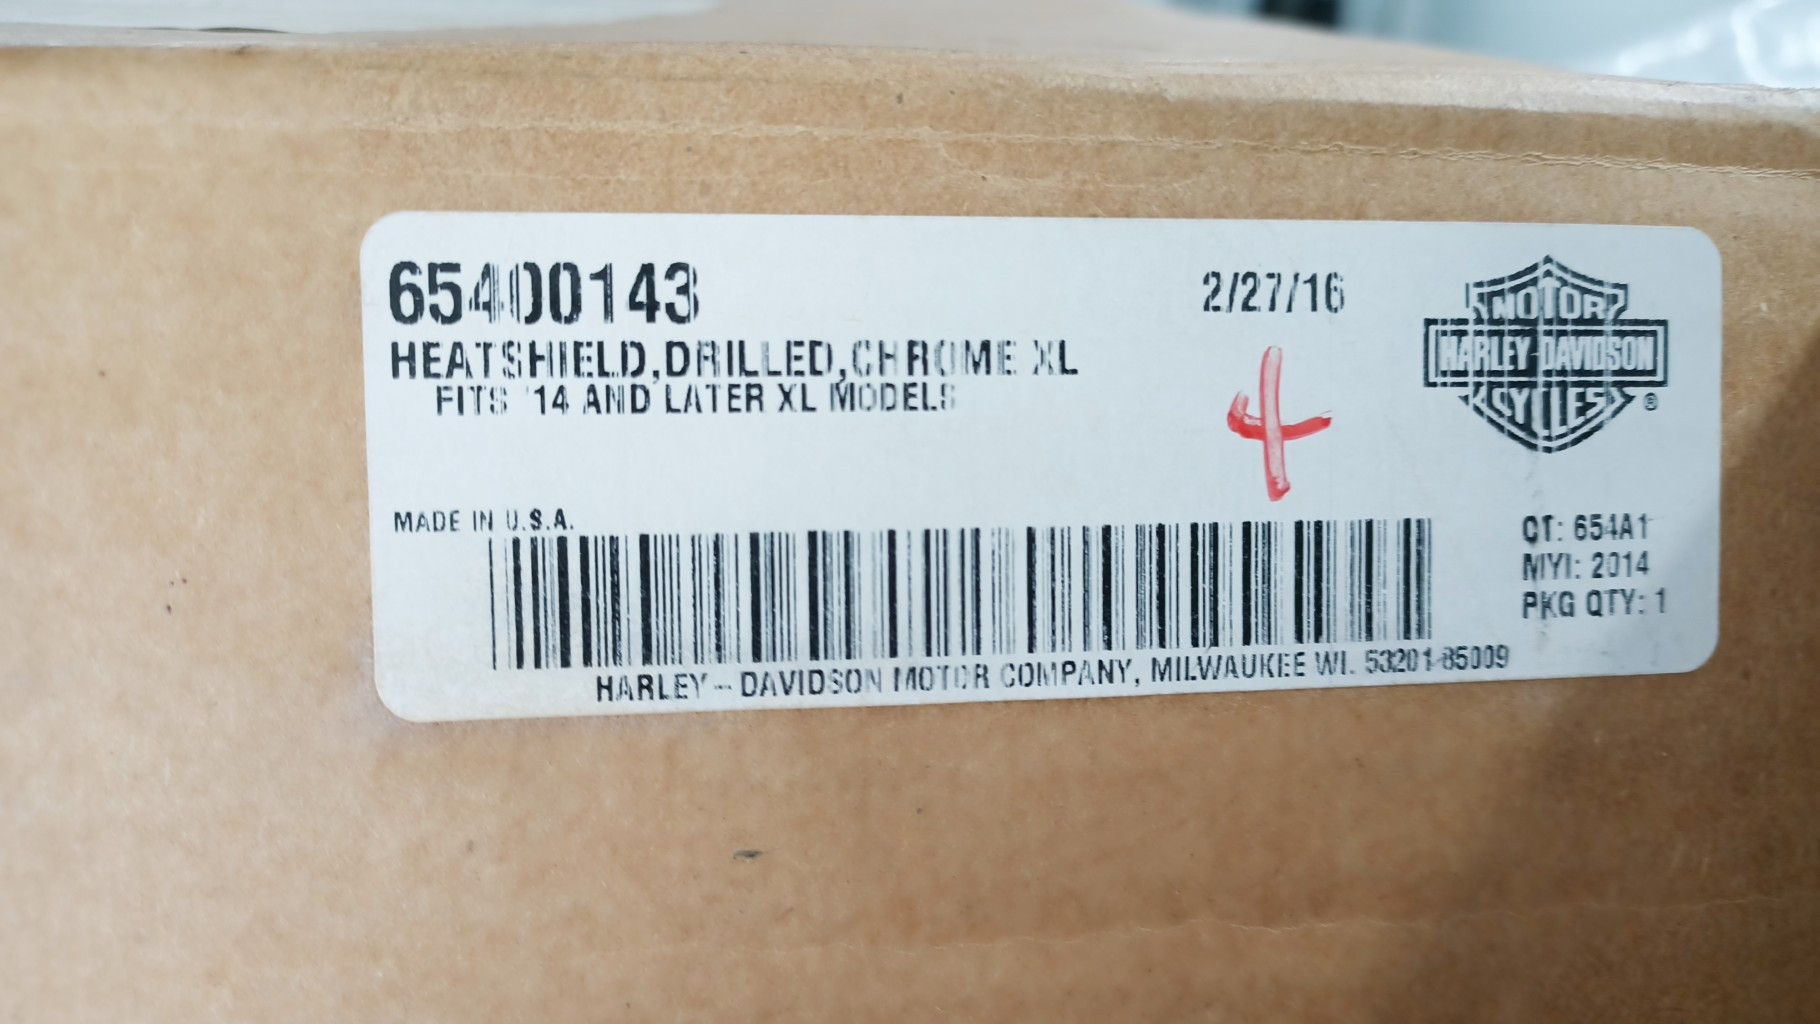 65400143
2/27/16
HEATSHIELD,DRILLED,CHROME XL
FITS '14 AND LATER XL MODELS
4
MOTOR
HARLEY-DAVIDSON
CYCLES
®
MADE IN U.S.A.
CT: 654A1
MYI: 2014
PKG QTY: 1
HARLEY-DAVIDSON MOTOR COMPANY, MILWAUKEE WI. 53201-85009